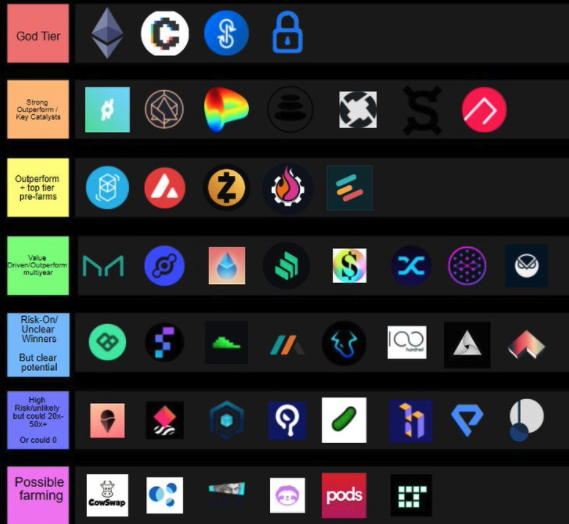 God Tier
Strong
Outperform /
Key Catalysts
Outperform
+ top tier
pre-farms
Value
Driven/Outperform
multiyear
Risk-On/
Unclear
Winners
But clear
potential
100
hundred
High
Risk/unlikely
but could 20x-
50x+
Or could 0
Possible
farming
CowSwap
pods